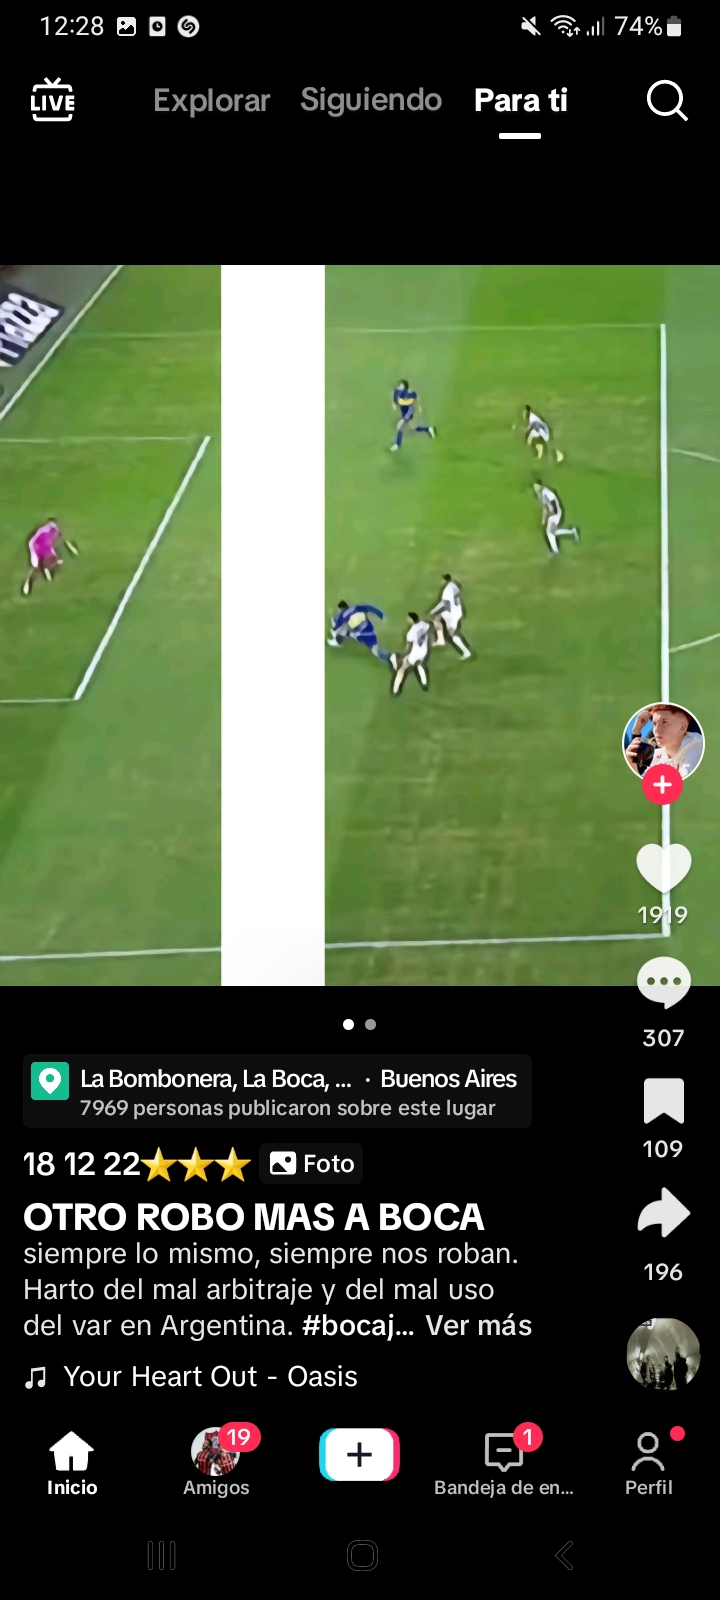 12:28 74%
LIVE Explorar Siguiendo Para ti
1919
307
La Bombonera, La Boca, ... · Buenos Aires
7969 personas publicaron sobre este lugar
109
18 12 22⭐⭐⭐ Foto
OTRO ROBO MAS A BOCA
siempre lo mismo, siempre nos roban.
Harto del mal arbitraje y del mal uso
196
del var en Argentina. #bocaj... Ver más
Your Heart Out - Oasis
19 1
Inicio Amigos Bandeja de en... Perfil